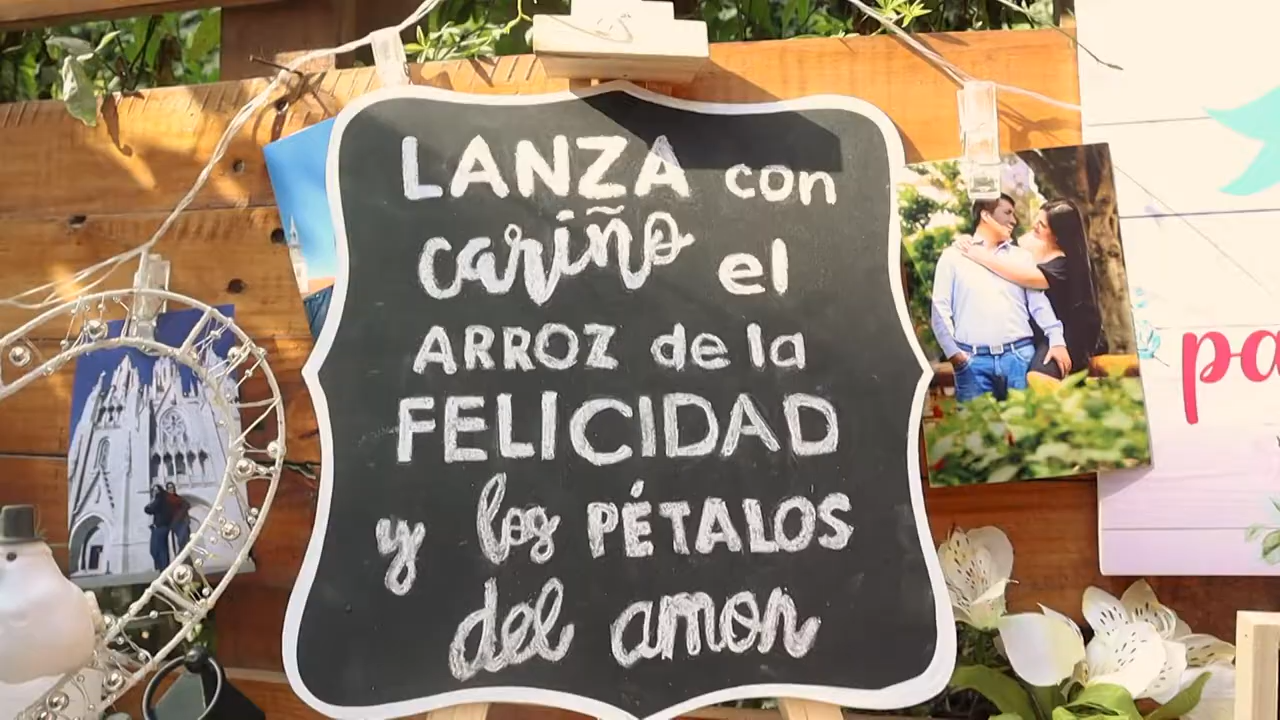 LANZA con
cariño el
ARROZ de la
FELICIDAD
y los PÉTALOS
del amor